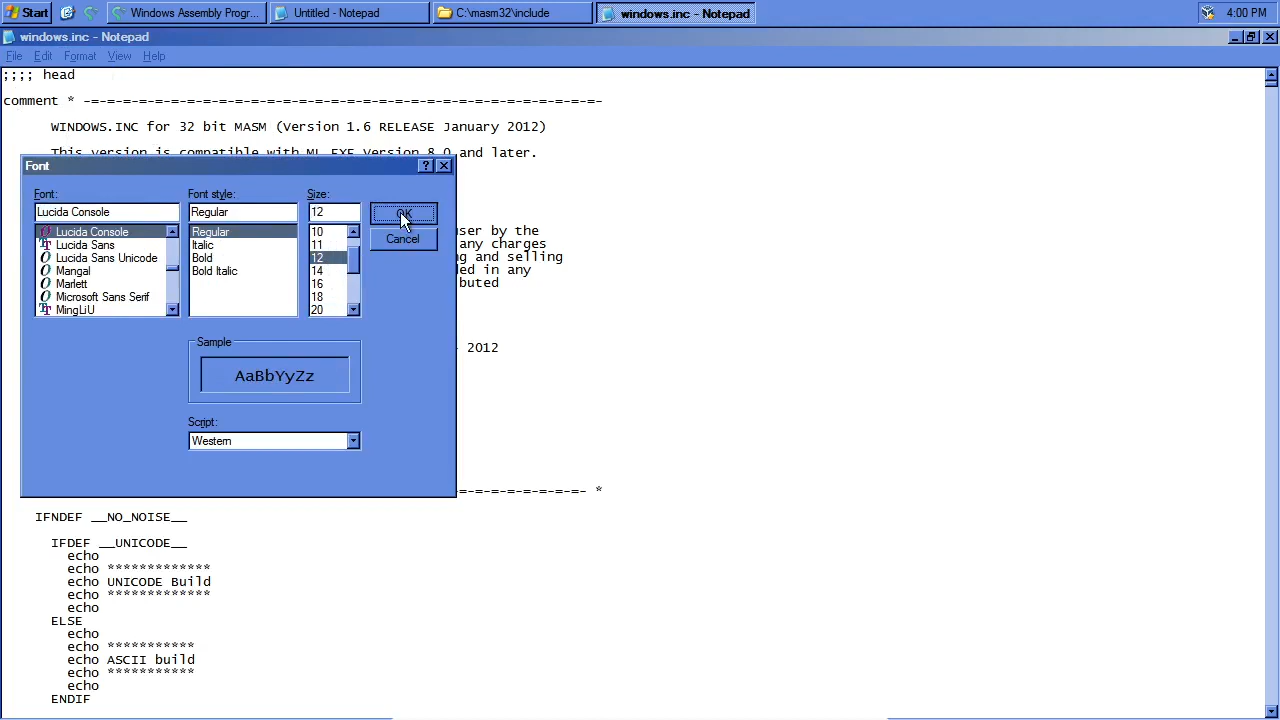 Start
Windows Assembly Progr...
Untitled - Notepad
C:\masm32\include
windows.inc - Notepad
4:00 PM
windows.inc - Notepad
File Edit Format View Help
;;;; head
comment * -=-=-=-=-=-=-=-=-=-=-=-=-=-=-=-=-=-=-=-=-=-=-=-=-=-=-=-=-=-=-=-=-
WINDOWS.INC for 32 bit MASM (Version 1.6 RELEASE January 2012)
This version is compatible with ML.EXE Version 8.0 and later.
Font
Font:
Lucida Console
Lucida Console
Lucida Sans
Lucida Sans Unicode
Mangal
Marlett
Microsoft Sans Serif
MingLiU
Font style:
Regular
Regular
Italic
Bold
Bold Italic
Size:
12
10
11
12
14
16
18
20
OK
Cancel
Sample
AaBbYyZz
Script:
Western
user by the
any charges
and selling
in any
2012
=-=-=-=-=-=-=-=- *
IFNDEF __NO_NOISE__
IFDEF __UNICODE__
echo
echo *************
echo UNICODE Build
echo *************
echo
ELSE
echo
echo ***********
echo ASCII build
echo ***********
echo
ENDIF